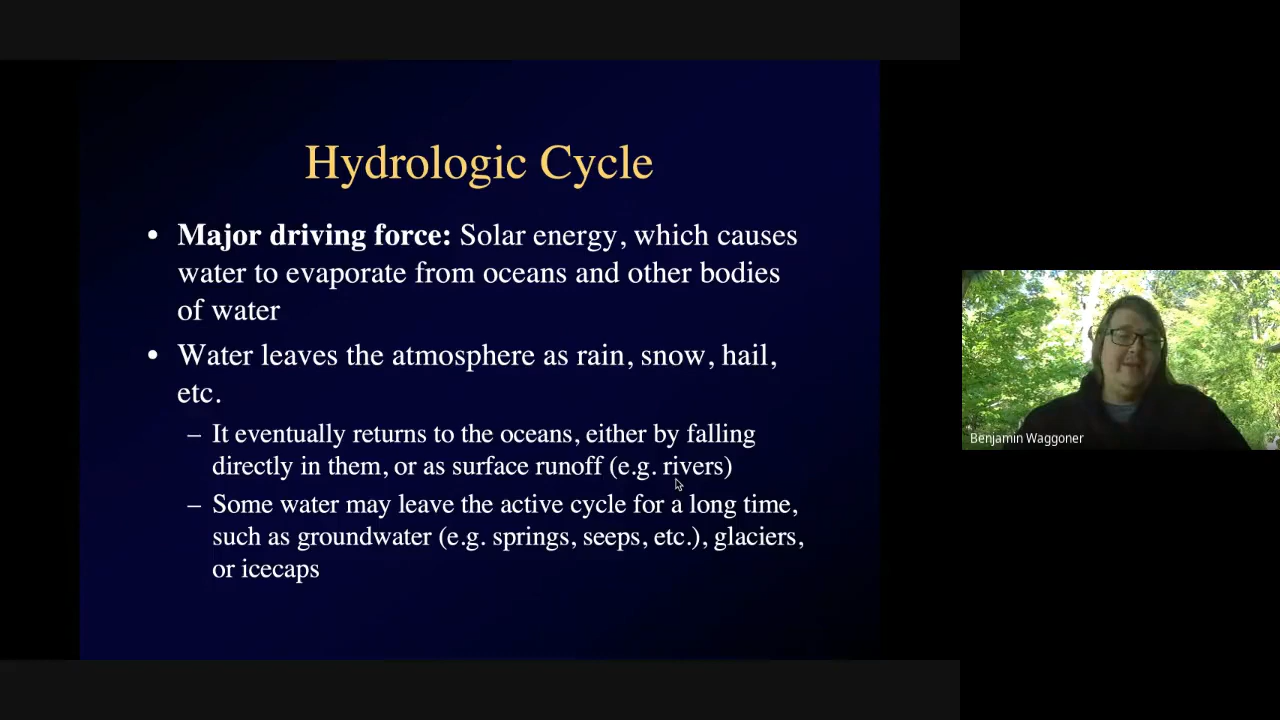 Hydrologic Cycle
• Major driving force: Solar energy, which causes
water to evaporate from oceans and other bodies
of water
• Water leaves the atmosphere as rain, snow, hail,
etc.
– It eventually returns to the oceans, either by falling
directly in them, or as surface runoff (e.g. rivers)
– Some water may leave the active cycle for a long time,
such as groundwater (e.g. springs, seeps, etc.), glaciers,
or icecaps
Benjamin Waggoner